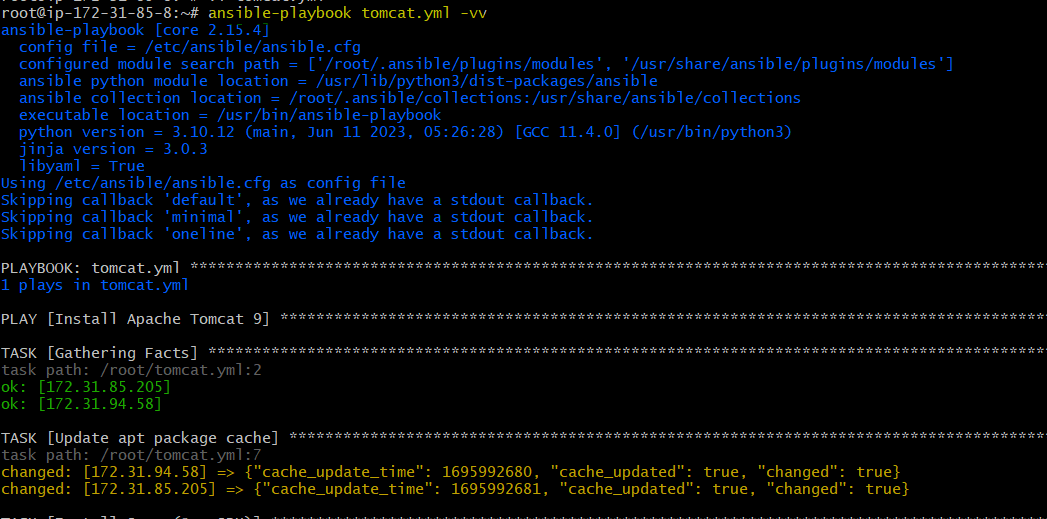 root@ip-172-31-85-8:~# ansible-playbook tomcat.yml -vv
ansible-playbook [core 2.15.4]
  config file = /etc/ansible/ansible.cfg
  configured module search path = ['/root/.ansible/plugins/modules', '/usr/share/ansible/plugins/modules']
  ansible python module location = /usr/lib/python3/dist-packages/ansible
  ansible collection location = /root/.ansible/collections:/usr/share/ansible/collections
  executable location = /usr/bin/ansible-playbook
  python version = 3.10.12 (main, Jun 11 2023, 05:26:28) [GCC 11.4.0] (/usr/bin/python3)
  jinja version = 3.0.3
  libyaml = True
Using /etc/ansible/ansible.cfg as config file
Skipping callback 'default', as we already have a stdout callback.
Skipping callback 'minimal', as we already have a stdout callback.
Skipping callback 'oneline', as we already have a stdout callback.
PLAYBOOK: tomcat.yml ***********************************************************************************************
1 plays in tomcat.yml
PLAY [Install Apache Tomcat 9] *************************************************************************************
TASK [Gathering Facts] *********************************************************************************************
task path: /root/tomcat.yml:2
ok: [172.31.85.205]
ok: [172.31.94.58]
TASK [Update apt package cache] ************************************************************************************
task path: /root/tomcat.yml:7
changed: [172.31.94.58] => {"cache_update_time": 1695992680, "cache_updated": true, "changed": true}
changed: [172.31.85.205] => {"cache_update_time": 1695992681, "cache_updated": true, "changed": true}